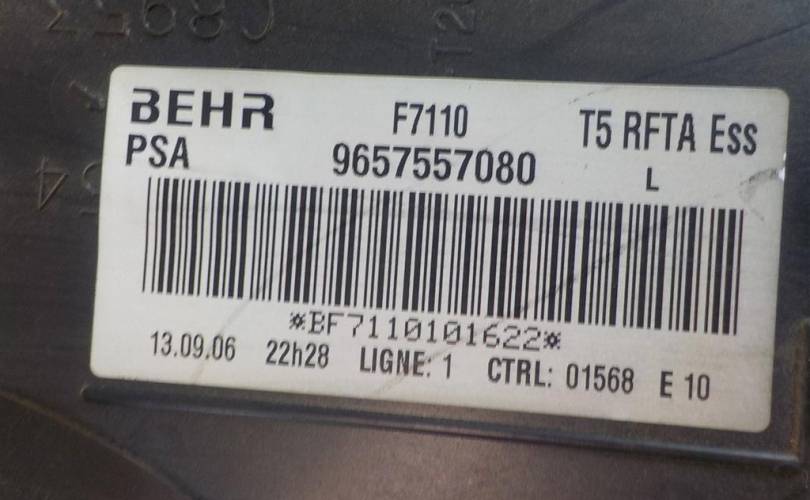 BEHR F7110 T5 RFTA Ess
PSA 9657557080 L
*BF7110101622*
13.09.06 22h28 LIGNE: 1 CTRL: 01568 E 10